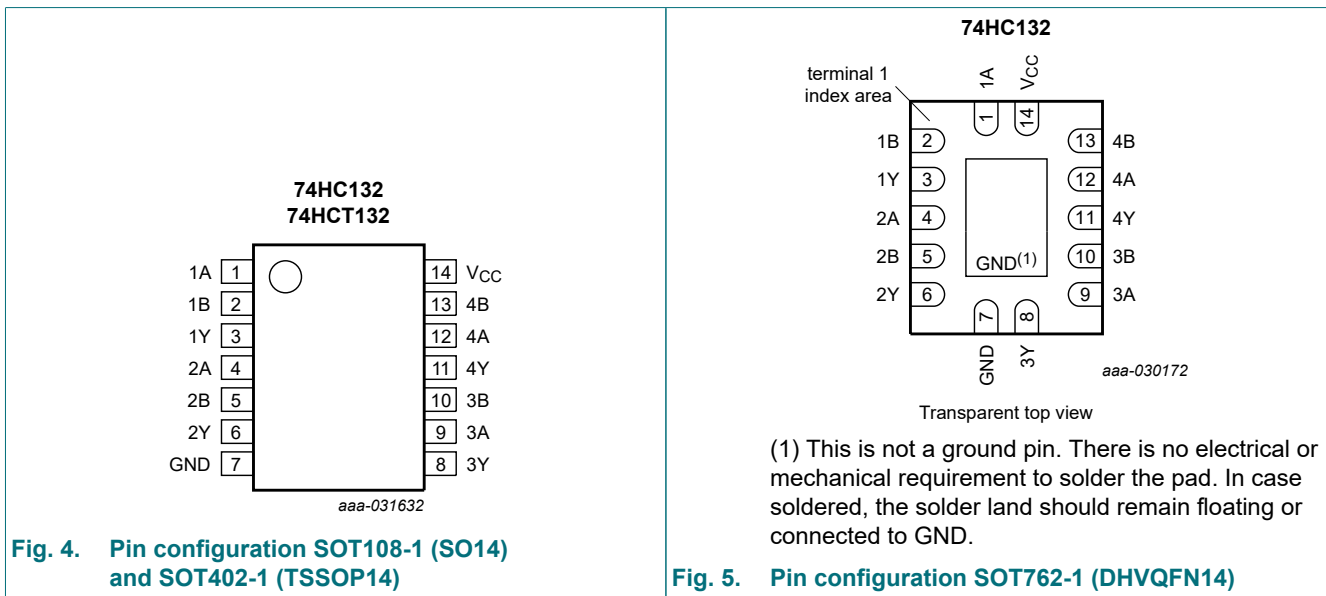 74HC132
74HCT132
1A 1
1B 2
1Y 3
2A 4
2B 5
2Y 6
GND 7
14 VCC
13 4B
12 4A
11 4Y
10 3B
9 3A
8 3Y
aaa-031632
Fig. 4. Pin configuration SOT108-1 (SO14)
and SOT402-1 (TSSOP14)
74HC132
terminal 1
index area
1A
VCC
1
14
1B 2
1Y 3
2A 4
2B 5
2Y 6
13 4B
12 4A
11 4Y
10 3B
9 3A
GND(1)
7
8
GND
3Y
aaa-030172
Transparent top view
(1) This is not a ground pin. There is no electrical or
mechanical requirement to solder the pad. In case
soldered, the solder land should remain floating or
connected to GND.
Fig. 5. Pin configuration SOT762-1 (DHVQFN14)